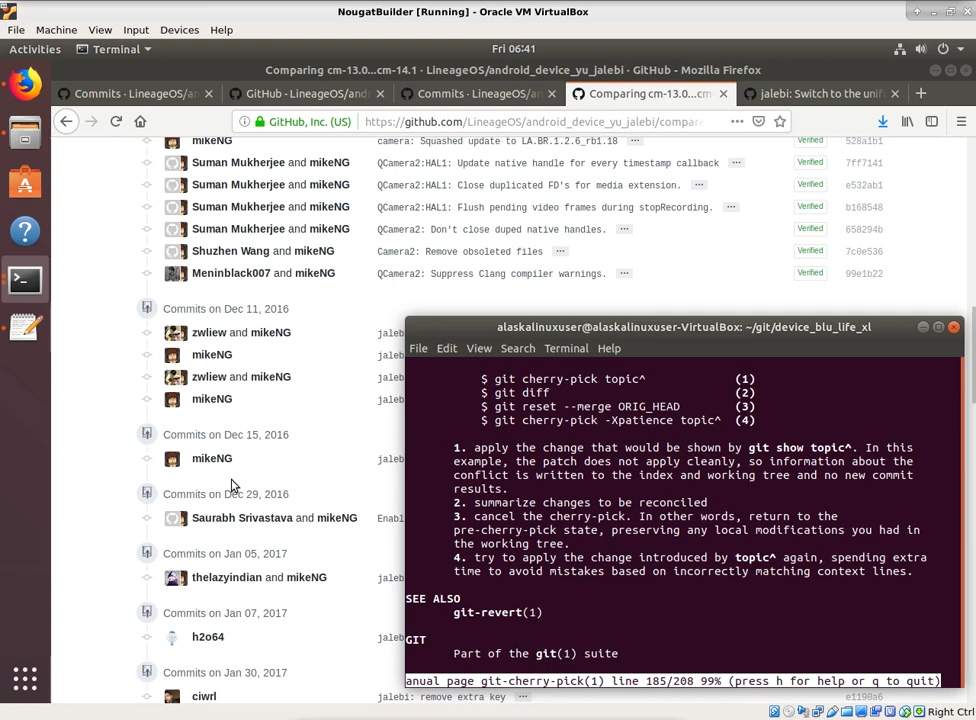 NougatBuilder [Running] - Oracle VM VirtualBox
File Machine View Input Devices Help
Activities Terminal Fri 06:41
Comparing cm-13.0...cm-14.1 · LineageOS/android_device_yu_jalebi · GitHub - Mozilla Firefox
Commits · LineageOS/an GitHub - LineageOS/andr Commits · LineageOS/an Comparing cm-13.0...cm- jalebi: Switch to the unif
GitHub, Inc. (US) https://github.com/LineageOS/android_device_yu_jalebi/compar
mikeNG camera: Squashed update to LA.BR.1.2.6_rb1.18 Verified 528a1b1
Suman Mukherjee and mikeNG QCamera2:HAL1: Update native handle for every timestamp callback Verified 7ff7141
Suman Mukherjee and mikeNG QCamera2:HAL1: Close duplicated FD's for media extension. Verified e532ab1
Suman Mukherjee and mikeNG QCamera2:HAL1: Flush pending video frames during stopRecording. Verified b168548
Suman Mukherjee and mikeNG QCamera2: Don't close duped native handles. Verified 658294b
Shuzhen Wang and mikeNG Camera2: Remove obsoleted files Verified 7c0e536
Meninblack007 and mikeNG QCamera2: Suppress Clang compiler warnings. Verified 99e1b22
Commits on Dec 11, 2016
zwliew and mikeNG jaleb
mikeNG jaleb
zwliew and mikeNG jaleb
mikeNG jaleb
Commits on Dec 15, 2016
mikeNG jaleb
Commits on Dec 29, 2016
Saurabh Srivastava and mikeNG Enabl
Commits on Jan 05, 2017
thelazyindian and mikeNG jaleb
Commits on Jan 07, 2017
h2o64 jaleb
Commits on Jan 30, 2017
ciwrl jalebi: remove extra key e1190a6
alaskalinuxuser@alaskalinuxuser-VirtualBox: ~/git/device_blu_life_xl
File Edit View Search Terminal Help
$ git cherry-pick topic^ (1)
$ git diff (2)
$ git reset --merge ORIG_HEAD (3)
$ git cherry-pick -Xpatience topic^ (4)
1. apply the change that would be shown by git show topic^. In this
example, the patch does not apply cleanly, so information about the
conflict is written to the index and working tree and no new commit
results.
2. summarize changes to be reconciled
3. cancel the cherry-pick. In other words, return to the
pre-cherry-pick state, preserving any local modifications you had in
the working tree.
4. try to apply the change introduced by topic^ again, spending extra
time to avoid mistakes based on incorrectly matching context lines.
SEE ALSO
git-revert(1)
GIT
Part of the git(1) suite
anual page git-cherry-pick(1) line 185/208 99% (press h for help or q to quit)
Right Ctrl